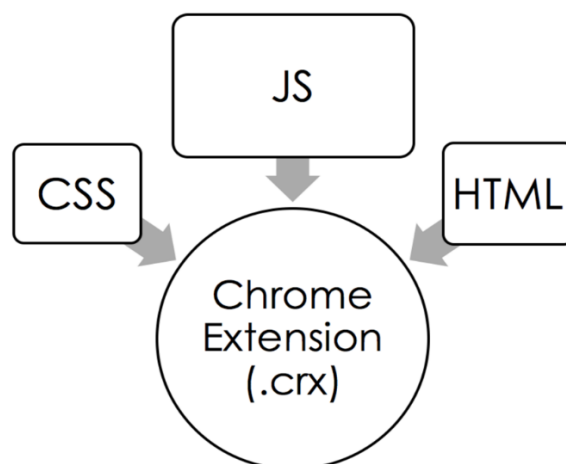 JS
CSS
HTML
Chrome
Extension
(.crx)